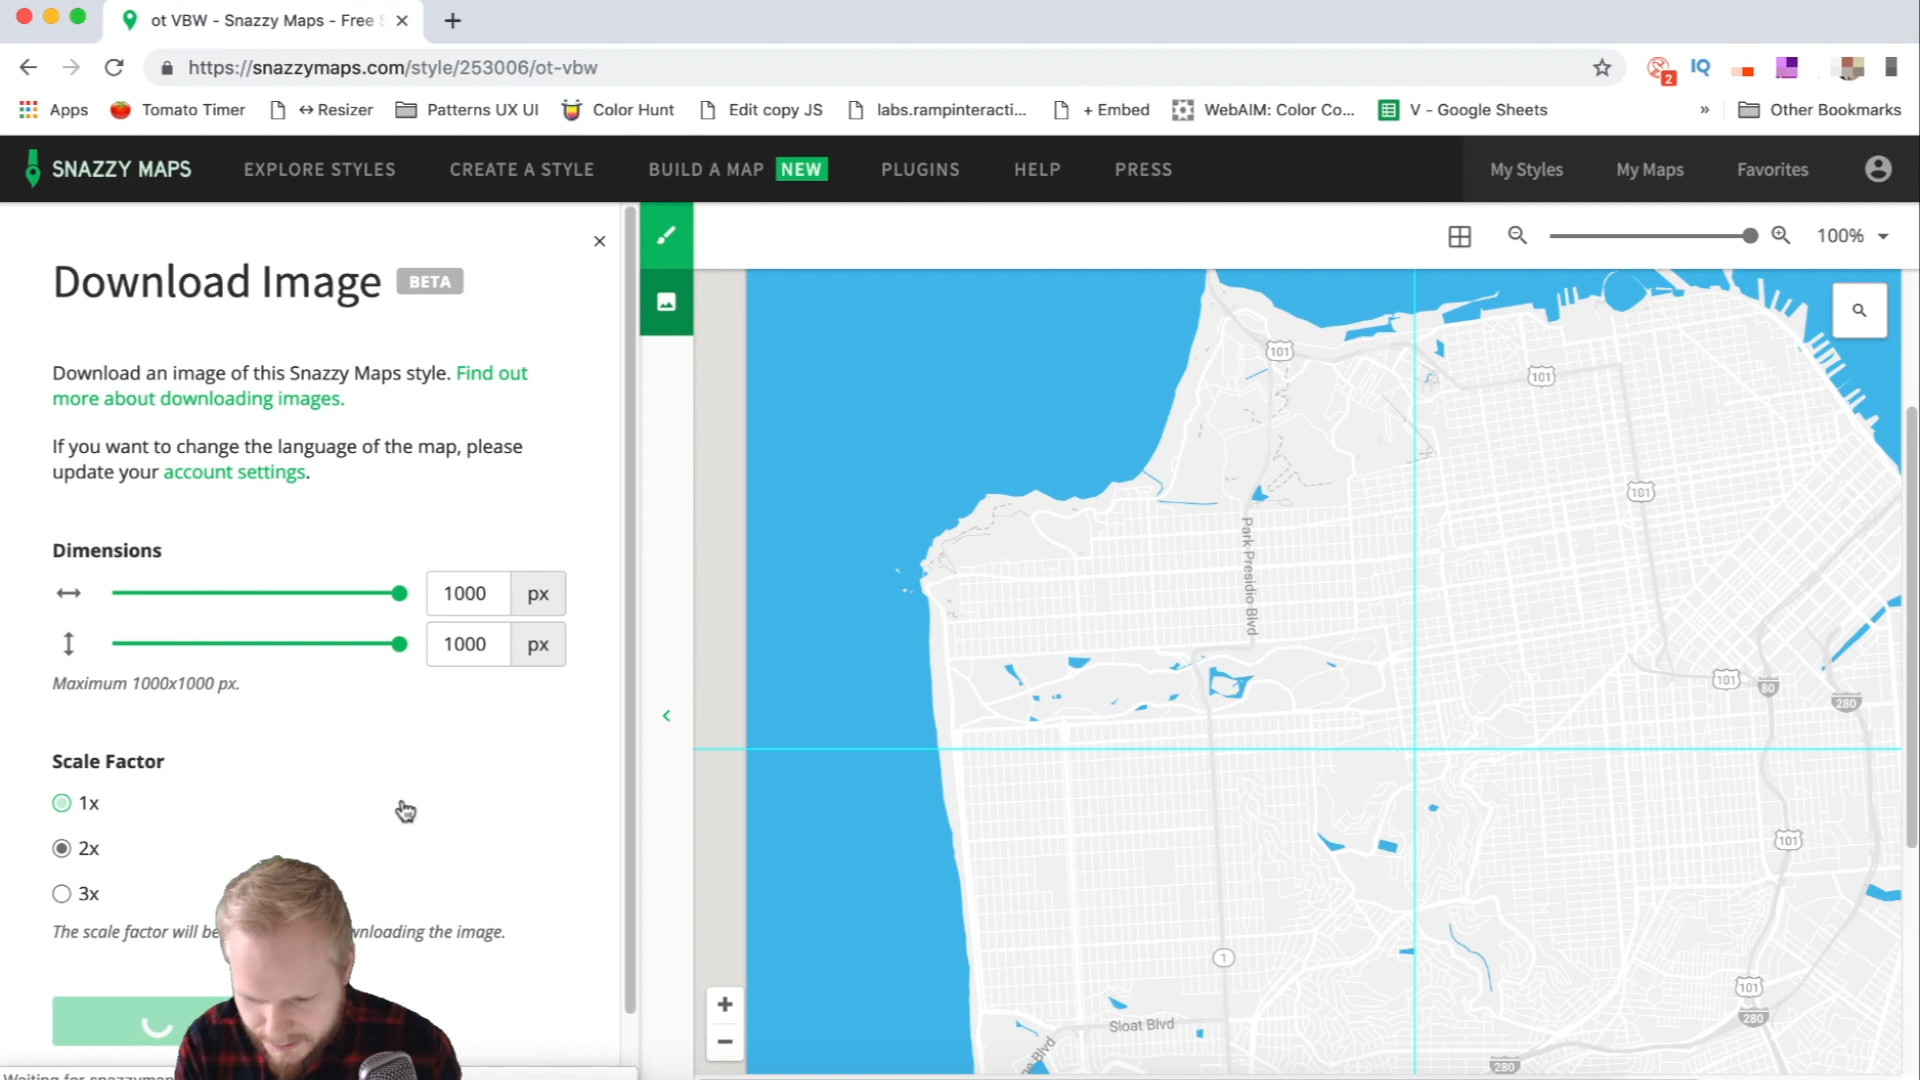 ot VBW - Snazzy Maps - Free
https://snazzymaps.com/style/253006/ot-vbw
2
IQ
Apps
Tomato Timer
↔ Resizer
Patterns UX UI
Color Hunt
Edit copy JS
labs.rampinteracti...
+ Embed
WebAIM: Color Co...
V - Google Sheets
»
Other Bookmarks
SNAZZY MAPS
EXPLORE STYLES
CREATE A STYLE
BUILD A MAP NEW
PLUGINS
HELP
PRESS
My Styles
My Maps
Favorites
100%
Download Image BETA
Download an image of this Snazzy Maps style. Find out
more about downloading images.
If you want to change the language of the map, please
update your account settings.
Dimensions
1000 px
1000 px
Maximum 1000x1000 px.
Scale Factor
1x
2x
3x
The scale factor will be
the image.
101
101
101
Park Presidio Blvd
101
80
280
101
1
101
280
Sloat Blvd
Blvd
280